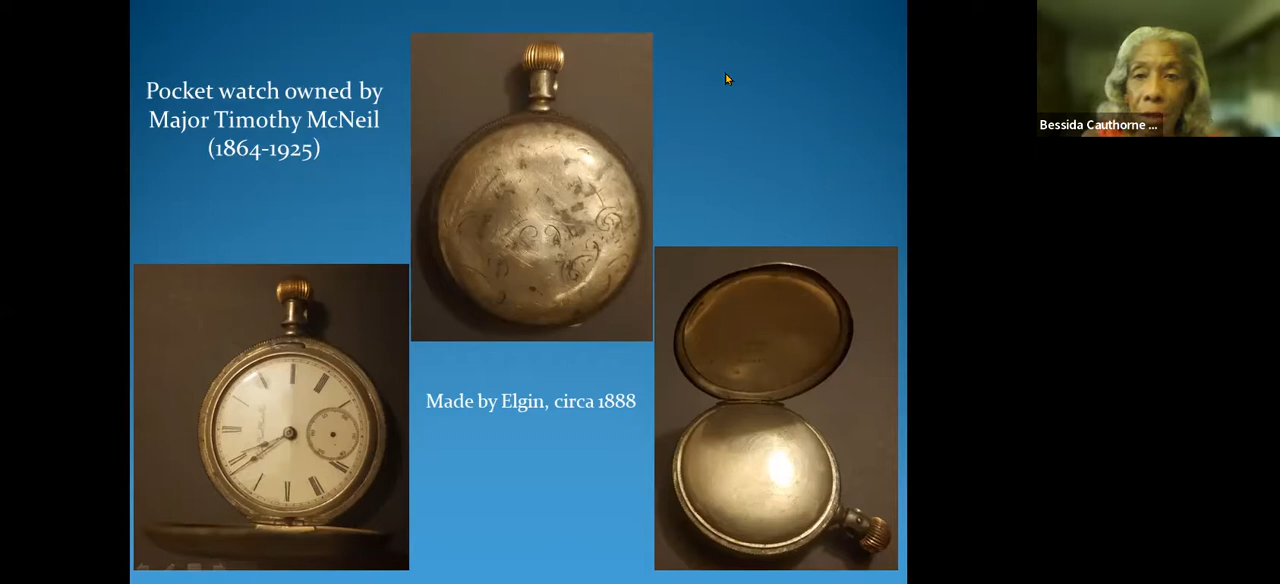 Pocket watch owned by
Major Timothy McNeil
(1864-1925)
Made by Elgin, circa 1888
Bessida Cauthorne ...